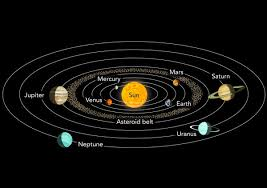 Mars
Saturn
Mercury
Sun
Jupiter
Venus
Earth
Asteroid belt
Uranus
Neptune